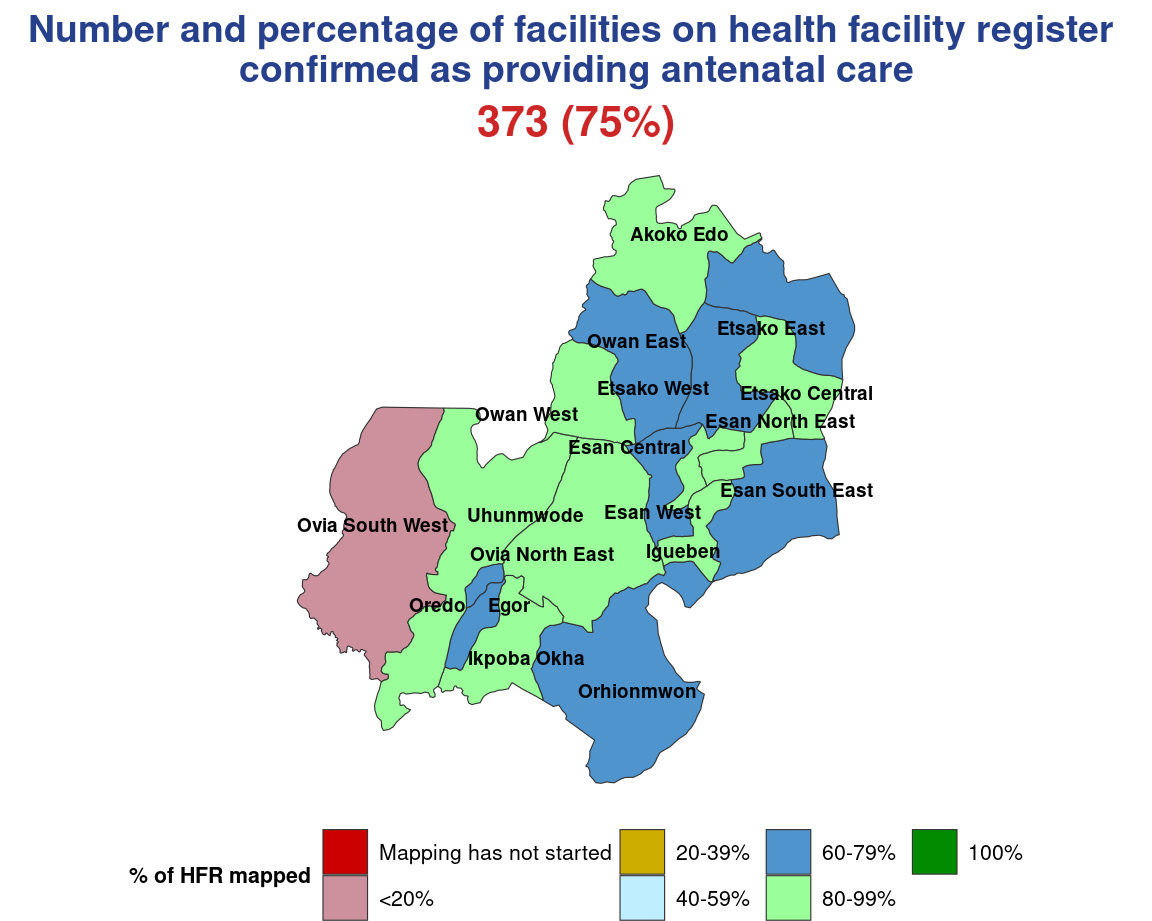 Number and percentage of facilities on health facility register
confirmed as providing antenatal care
373 (75%)
Akoko Edo
Etsako East
Owan East
Etsako West
Etsako Central
Owan West
Esan North East
Esan Central
Esan South East
Esan West
Uhunmwode
Ovia South West
Igueben
Ovia North East
Oredo
Egor
Ikpoba Okha
Orhionmwon
% of HFR mapped
Mapping has not started
<20%
20-39%
40-59%
60-79%
80-99%
100%